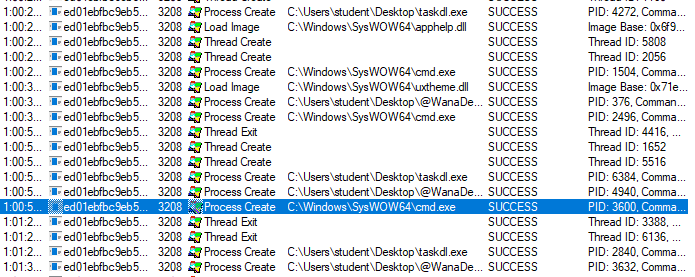 1:00:2... ed01ebfbc9eb5... 3208 Process Create C:\Users\student\Desktop\taskdl.exe SUCCESS PID: 4272, Comma...
1:00:2... ed01ebfbc9eb5... 3208 Load Image C:\Windows\SysWOW64\apphelp.dll SUCCESS Image Base: 0x6f9...
1:00:2... ed01ebfbc9eb5... 3208 Thread Create SUCCESS Thread ID: 5808
1:00:2... ed01ebfbc9eb5... 3208 Thread Create SUCCESS Thread ID: 2056
1:00:2... ed01ebfbc9eb5... 3208 Process Create C:\Windows\SysWOW64\cmd.exe SUCCESS PID: 1504, Comma...
1:00:3... ed01ebfbc9eb5... 3208 Load Image C:\Windows\SysWOW64\uxtheme.dll SUCCESS Image Base: 0x71e...
1:00:3... ed01ebfbc9eb5... 3208 Process Create C:\Users\student\Desktop\@WanaDe... SUCCESS PID: 376, Comman...
1:00:3... ed01ebfbc9eb5... 3208 Process Create C:\Windows\SysWOW64\cmd.exe SUCCESS PID: 2496, Comma...
1:00:5... ed01ebfbc9eb5... 3208 Thread Exit SUCCESS Thread ID: 4416, ...
1:00:5... ed01ebfbc9eb5... 3208 Thread Create SUCCESS Thread ID: 1652
1:00:5... ed01ebfbc9eb5... 3208 Thread Create SUCCESS Thread ID: 5516
1:00:5... ed01ebfbc9eb5... 3208 Process Create C:\Users\student\Desktop\taskdl.exe SUCCESS PID: 6384, Comma...
1:00:5... ed01ebfbc9eb5... 3208 Process Create C:\Users\student\Desktop\@WanaDe... SUCCESS PID: 4940, Comma...
1:00:5... ed01ebfbc9eb5... 3208 Process Create C:\Windows\SysWOW64\cmd.exe SUCCESS PID: 3600, Comma...
1:01:2... ed01ebfbc9eb5... 3208 Thread Exit SUCCESS Thread ID: 3388, ...
1:01:2... ed01ebfbc9eb5... 3208 Thread Exit SUCCESS Thread ID: 6136, ...
1:01:2... ed01ebfbc9eb5... 3208 Process Create C:\Users\student\Desktop\taskdl.exe SUCCESS PID: 2840, Comma...
1:01:2... ed01ebfbc9eb5... 3208 Process Create C:\Users\student\Desktop\@WanaDe... SUCCESS PID: 3632, Comma...